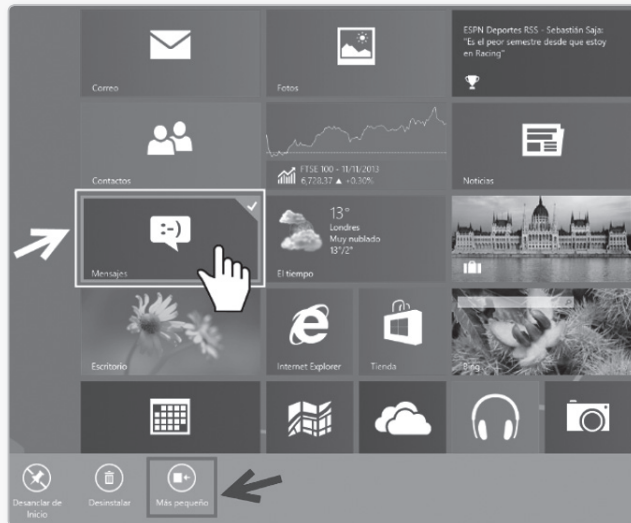 Correo
Fotos
ESPN Deportes RSS - Sebastián Saja:
"Es el peor semestre desde que estoy
en Racing"
Contactos
FTSE 100 - 11/11/2013
6,728.37 ▲ +0.30%
Noticias
:-)
Mensajes
13°
Londres
Muy nublado
13°/2°
El tiempo
Escritorio
Internet Explorer
Tienda
Bing
Desanclar de
Inicio
Desinstalar
Más pequeño